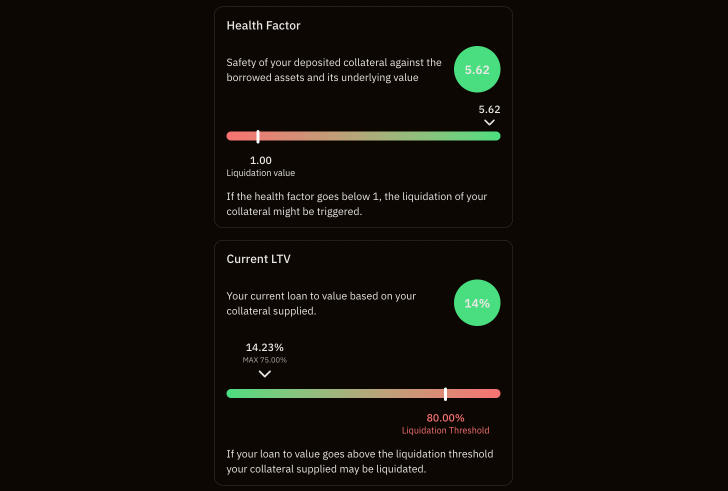 Health Factor
Safety of your deposited collateral against the
borrowed assets and its underlying value
5.62
5.62
1.00
Liquidation value
If the health factor goes below 1, the liquidation of your
collateral might be triggered.
Current LTV
Your current loan to value based on your
collateral supplied.
14%
14.23%
MAX 75.00%
80.00%
Liquidation Threshold
If your loan to value goes above the liquidation threshold
your collateral supplied may be liquidated.